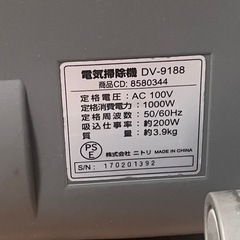 電気掃除機 DV-9188
商品CD: 8580344
定格電圧：AC 100V
定格消費電力：1000W
定格周波数：50/60Hz
吸込仕事率：約200W
質量：約3.9kg
PS
E
株式会社 ニトリ MADE IN CHINA
S/N: 170201392